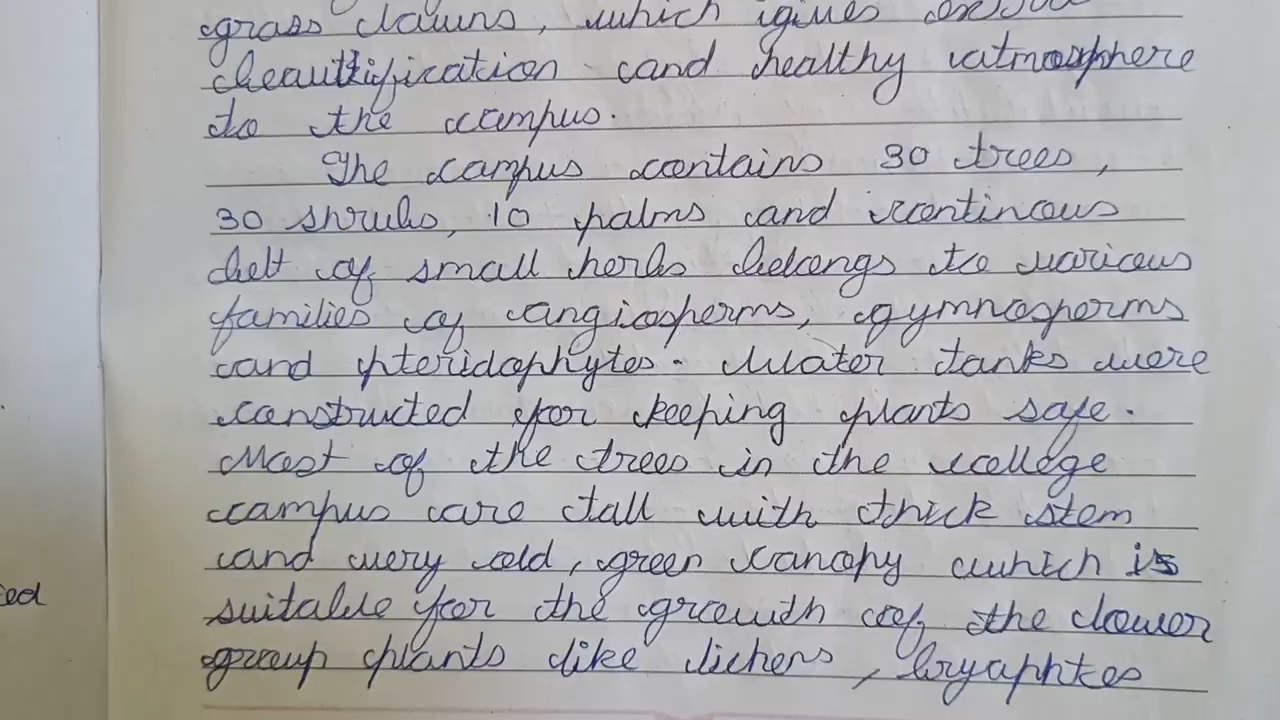 grass lawns, which gives
beautification and healthy atmosphere
to the campus.
The campus contains 30 trees,
30 shrubs, 10 palms and continous
belt of small herbs belongs to various
families of angiosperms, gymnosperms
and pteridophytes. Water tanks were
constructed for keeping plants safe.
Most of the trees in the college
campus are tall with thick stem
and very old, green canopy which is
suitable for the growth of the lower
group plants like lichens, bryophtes